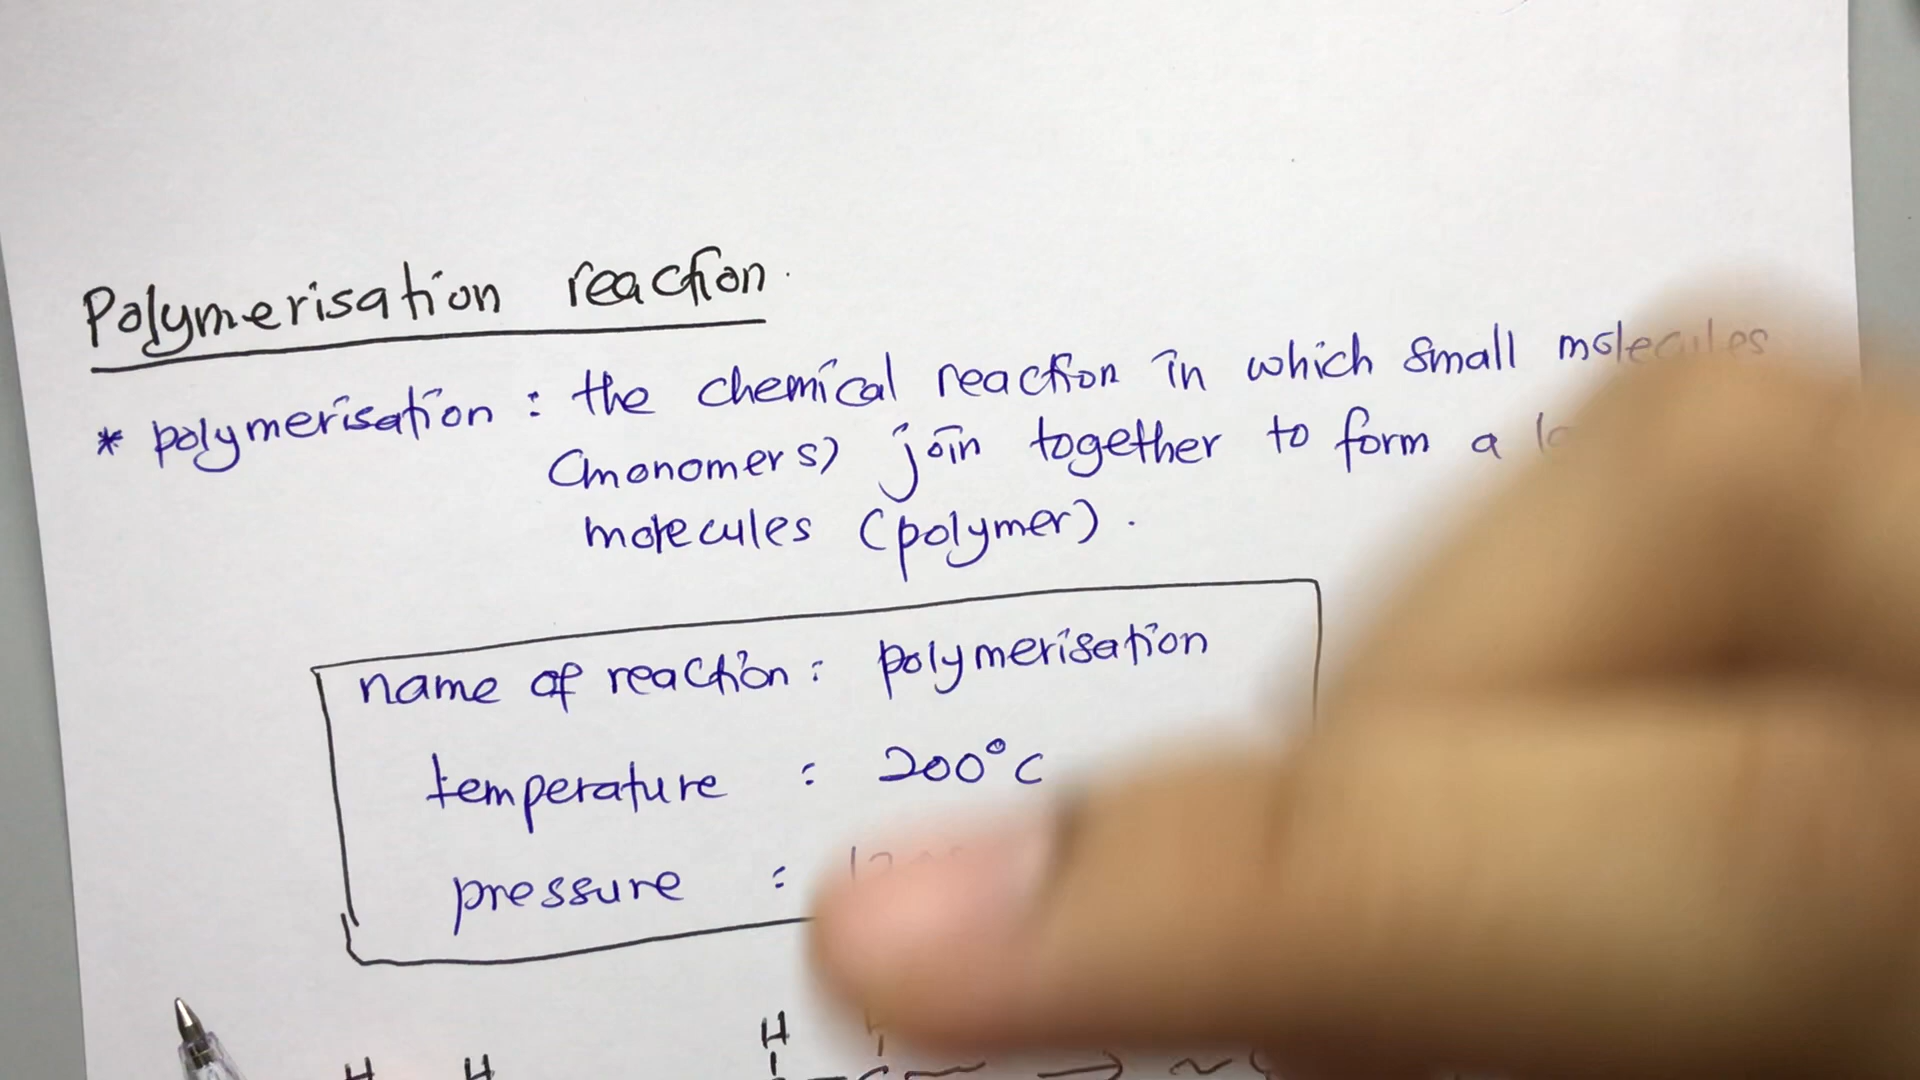 Polymerisation reaction.
* polymerisation : the chemical reaction in which small molecules
(monomers) join together to form a
molecules (polymer).
name of reaction : polymerisation
temperature : 200°C
pressure :
H
H H